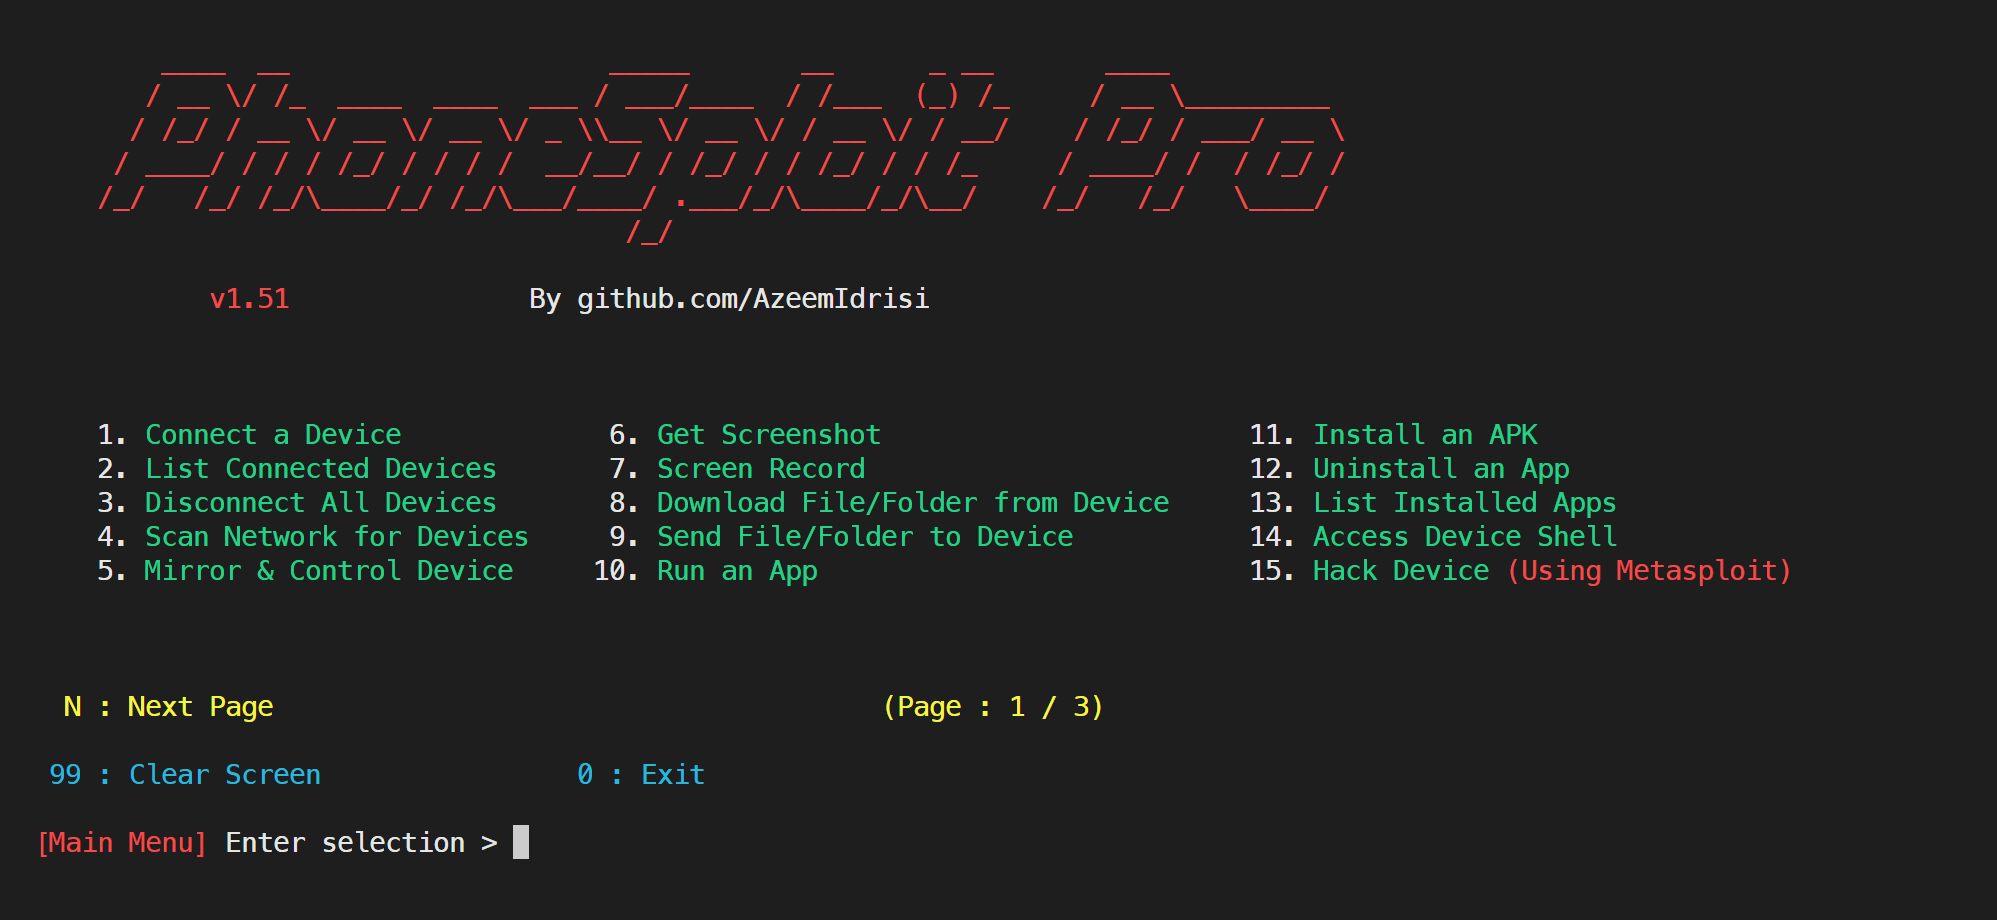 PhoneSploit Pro
v1.51 By github.com/AzeemIdrisi
1. Connect a Device 6. Get Screenshot 11. Install an APK
2. List Connected Devices 7. Screen Record 12. Uninstall an App
3. Disconnect All Devices 8. Download File/Folder from Device 13. List Installed Apps
4. Scan Network for Devices 9. Send File/Folder to Device 14. Access Device Shell
5. Mirror & Control Device 10. Run an App 15. Hack Device (Using Metasploit)
N : Next Page (Page : 1 / 3)
99 : Clear Screen 0 : Exit
[Main Menu] Enter selection >